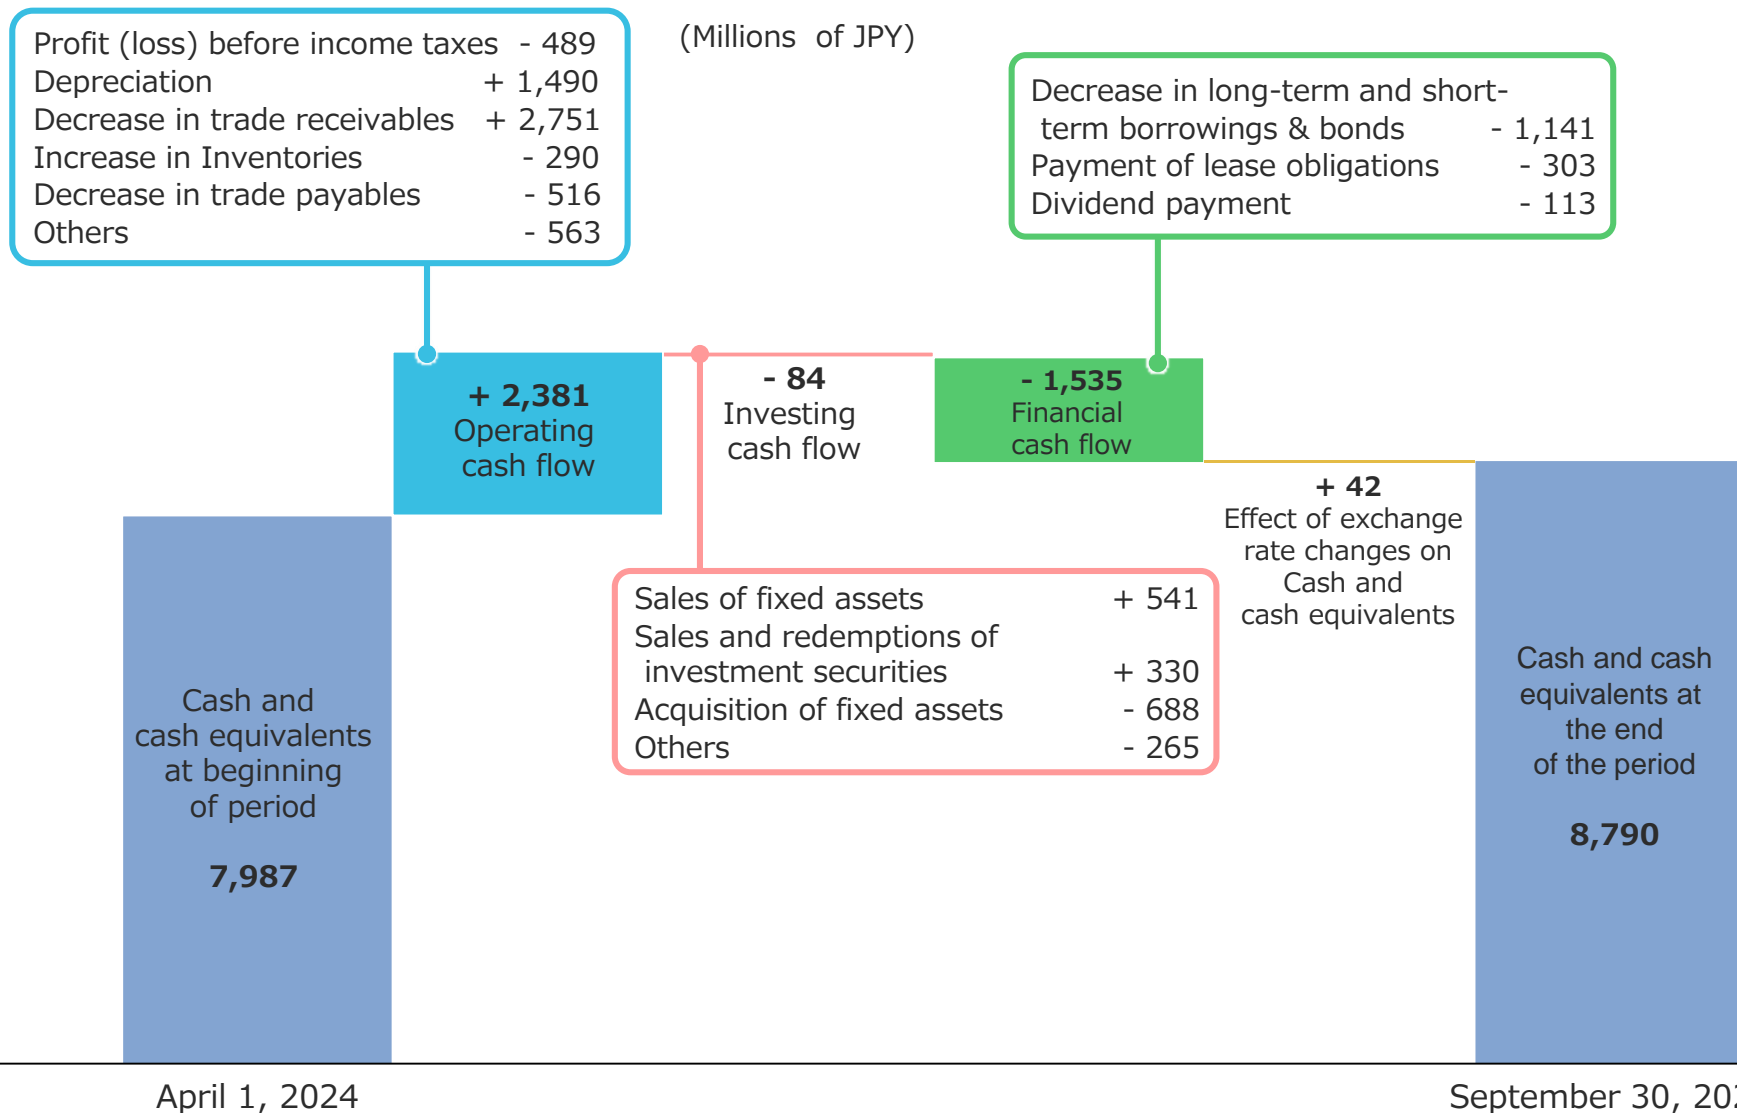 (Millions of JPY)
Profit (loss) before income taxes - 489
Depreciation + 1,490
Decrease in trade receivables + 2,751
Increase in Inventories - 290
Decrease in trade payables - 516
Others - 563
Decrease in long-term and short-
term borrowings & bonds - 1,141
Payment of lease obligations - 303
Dividend payment - 113
+ 2,381
Operating
cash flow
- 84
Investing
cash flow
- 1,535
Financial
cash flow
+ 42
Effect of exchange
rate changes on
Cash and
cash equivalents
Sales of fixed assets + 541
Sales and redemptions of
investment securities + 330
Acquisition of fixed assets - 688
Others - 265
Cash and
cash equivalents
at beginning
of period
7,987
Cash and cash
equivalents at
the end
of the period
8,790
April 1, 2024
September 30,